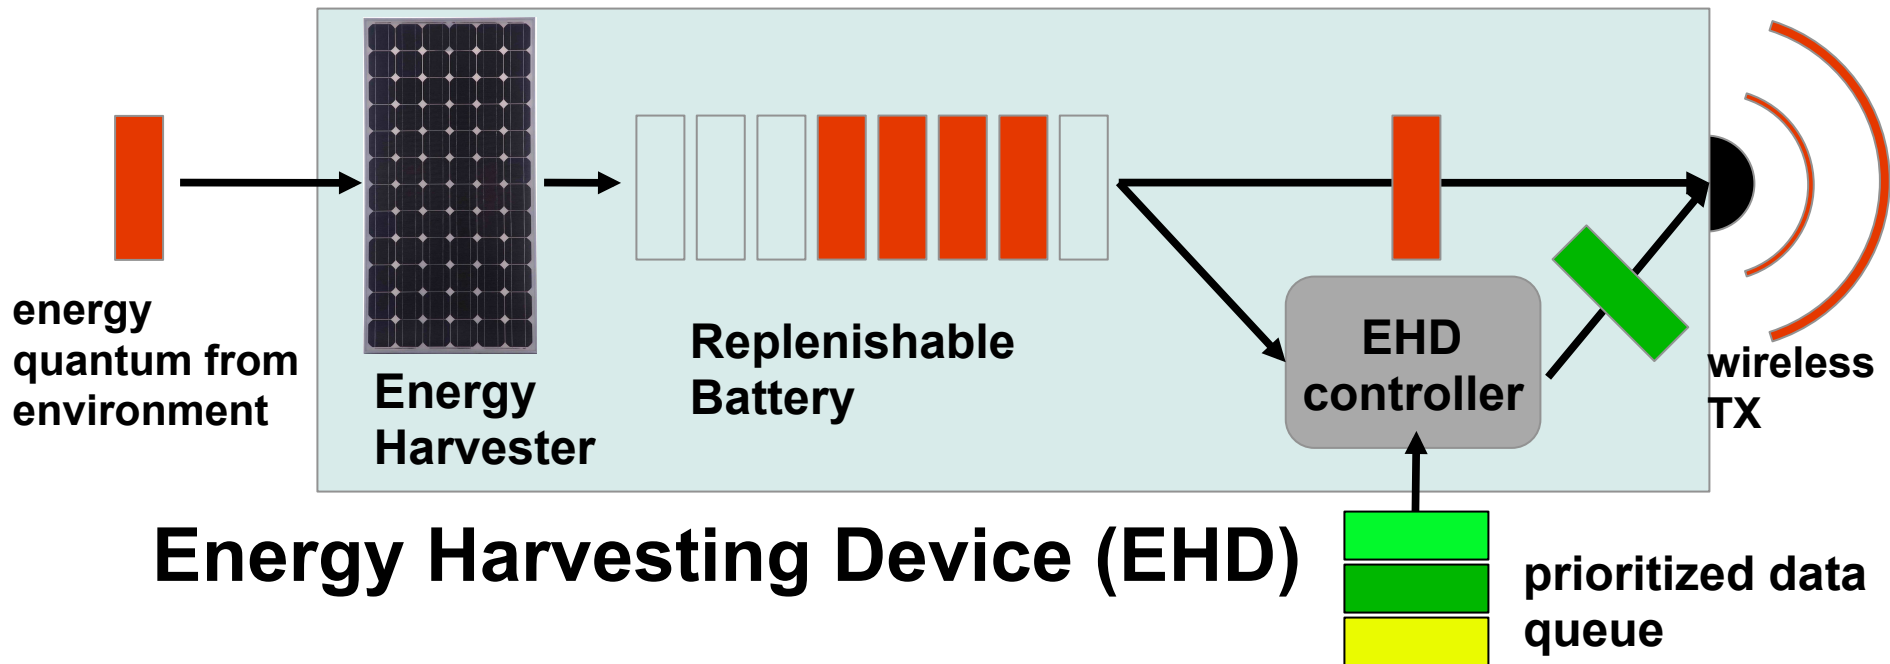 energy
quantum from
environment
Energy
Harvester
Replenishable
Battery
EHD
controller
wireless
TX
Energy Harvesting Device (EHD)
prioritized data
queue